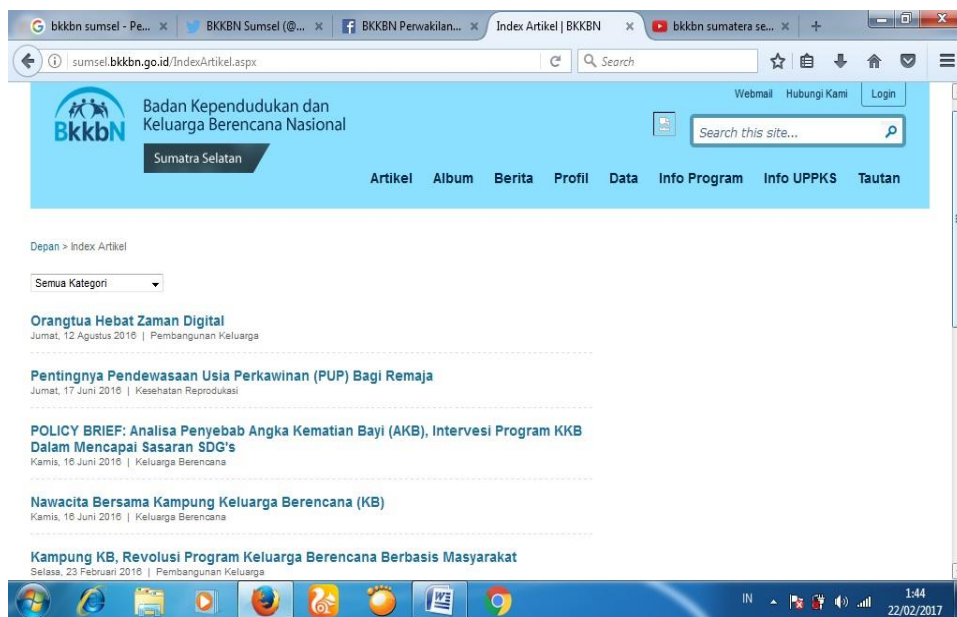 bkkbn sumsel - Pe...
BKKBN Sumsel (@...
BKKBN Perwakilan...
Index Artikel | BKKBN
bkkbn sumatera se...
sumsel.bkkbn.go.id/IndexArtikel.aspx
Search
Webmail Hubungi Kami Login
BkkbN
Badan Kependudukan dan
Keluarga Berencana Nasional
Sumatra Selatan
Search this site...
Artikel Album Berita Profil Data Info Program Info UPPKS Tautan
Depan > Index Artikel
Semua Kategori
Orangtua Hebat Zaman Digital
Jumat, 12 Agustus 2016 | Pembangunan Keluarga
Pentingnya Pendewasaan Usia Perkawinan (PUP) Bagi Remaja
Jumat, 17 Juni 2016 | Kesehatan Reprodukasi
POLICY BRIEF: Analisa Penyebab Angka Kematian Bayi (AKB), Intervesi Program KKB
Dalam Mencapai Sasaran SDG's
Kamis, 16 Juni 2016 | Keluarga Berencana
Nawacita Bersama Kampung Keluarga Berencana (KB)
Kamis, 16 Juni 2016 | Keluarga Berencana
Kampung KB, Revolusi Program Keluarga Berencana Berbasis Masyarakat
Selasa, 23 Februari 2016 | Pembangunan Keluarga
IN
1:44
22/02/2017